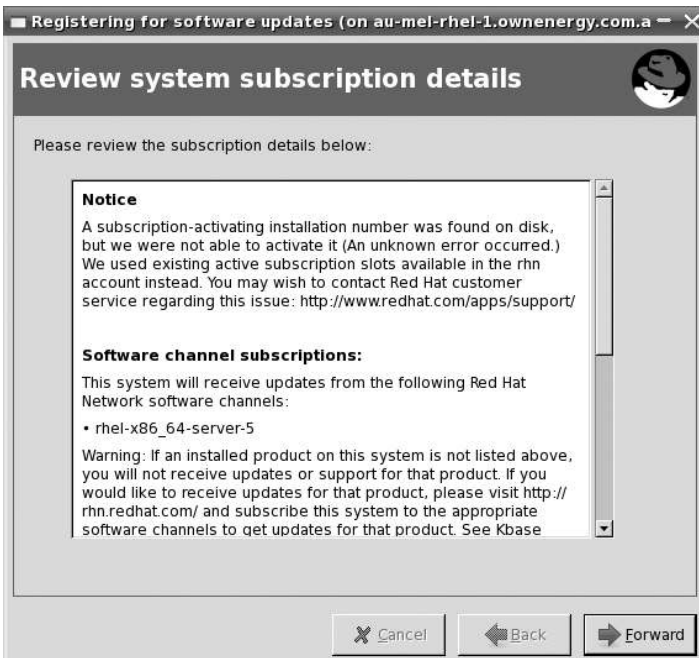 Registering for software updates (on au-mel-rhel-1.ownenergy.com.a
Review system subscription details
Please review the subscription details below:
Notice
A subscription-activating installation number was found on disk,
but we were not able to activate it (An unknown error occurred.)
We used existing active subscription slots available in the rhn
account instead. You may wish to contact Red Hat customer
service regarding this issue: http://www.redhat.com/apps/support/
Software channel subscriptions:
This system will receive updates from the following Red Hat
Network software channels:
• rhel-x86_64-server-5
Warning: If an installed product on this system is not listed above,
you will not receive updates or support for that product. If you
would like to receive updates for that product, please visit http://
rhn.redhat.com/ and subscribe this system to the appropriate
software channels to get updates for that product. See Kbase
Cancel
Back
Forward